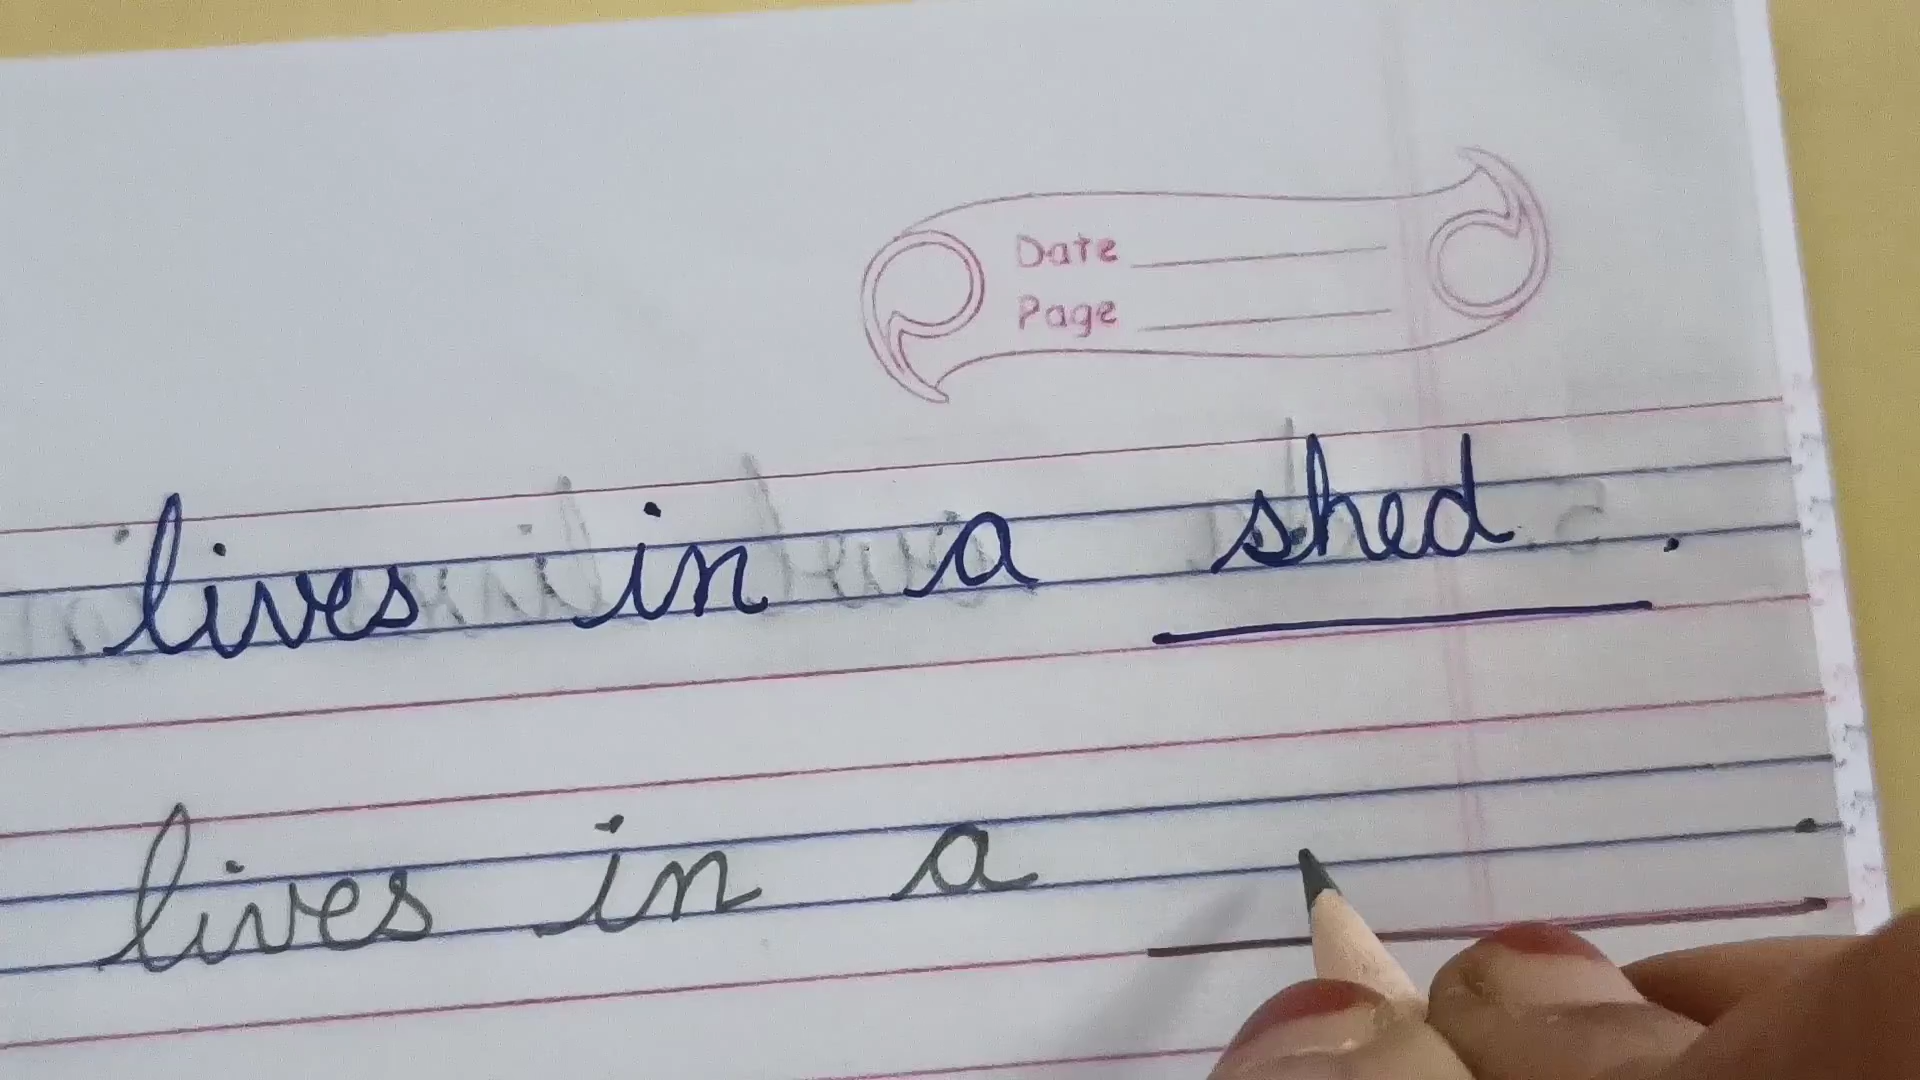 Date
Page
lives in a shed.
lives in a .